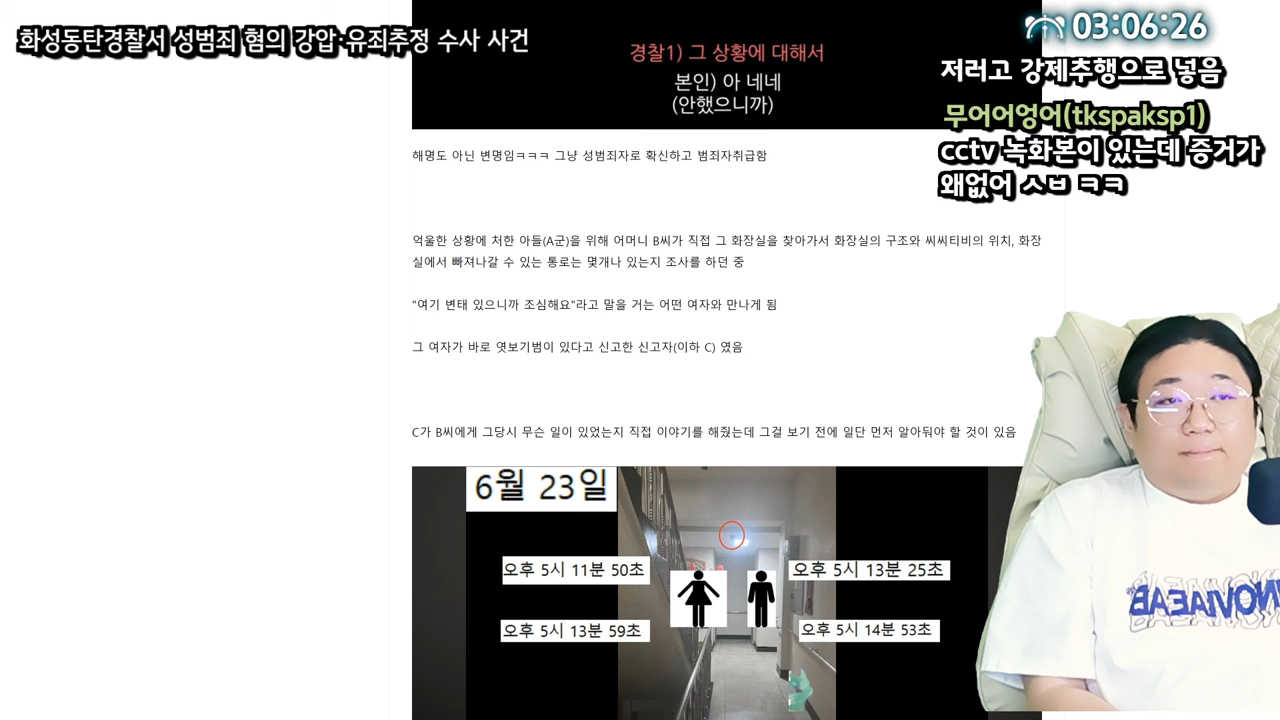 화성동탄경찰서 성범죄 혐의 강압·유죄추정 수사 사건
03:06:26
저러고 강제추행으로 넣음
무어어엉어(tkspaksp1)
cctv 녹화본이 있는데 증거가
왜없어 ㅅㅂ ㅋㅋ
경찰1) 그 상황에 대해서
본인) 아 네네
(안했으니까)
해명도 아닌 변명임ㅋㅋㅋ 그냥 성범죄자로 확신하고 범죄자취급함
억울한 상황에 처한 아들(A군)을 위해 어머니 B씨가 직접 그 화장실을 찾아가서 화장실의 구조와 씨씨티비의 위치, 화장
실에서 빠져나갈 수 있는 통로는 몇개나 있는지 조사를 하던 중
"여기 변태 있으니까 조심해요"라고 말을 거는 어떤 여자와 만나게 됨
그 여자가 바로 엿보기범이 있다고 신고한 신고자(이하 C) 였음
C가 B씨에게 그당시 무슨 일이 있었는지 직접 이야기를 해줬는데 그걸 보기 전에 일단 먼저 알아둬야 할 것이 있음
6월 23일
오후 5시 11분 50초
오후 5시 13분 25초
오후 5시 13분 59초
오후 5시 14분 53초